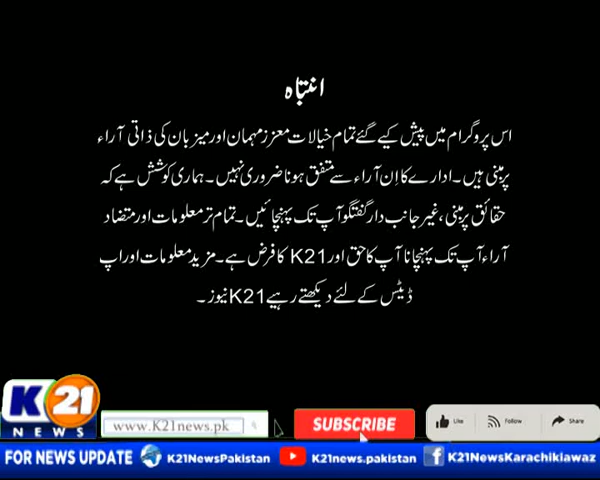 انتباہ
اس پروگرام میں پیش کیے گئے تمام خیالات معزز مہمان اور میزبان کی ذاتی آراء
پر مبنی ہیں۔ ادارے کا اِن آراء سے متفق ہونا ضروری نہیں۔ ہماری کوشش ہے کہ
حقائق پر مبنی، غیر جانب دار گفتگو آپ تک پہنچائیں۔ تمام تر معلومات اور متضاد
آراء آپ تک پہنچانا آپ کا حق اور K21 کا فرض ہے۔ مزید معلومات اور اپ
ڈیٹس کے لئے دیکھتے رہیے K21 نیوز۔
K21
NEWS
www.K21news.pk
SUBSCRIBE
Like
Follow
Share
FOR NEWS UPDATE
K21NewsPakistan
K21news.pakistan
K21NewsKarachikiawaz